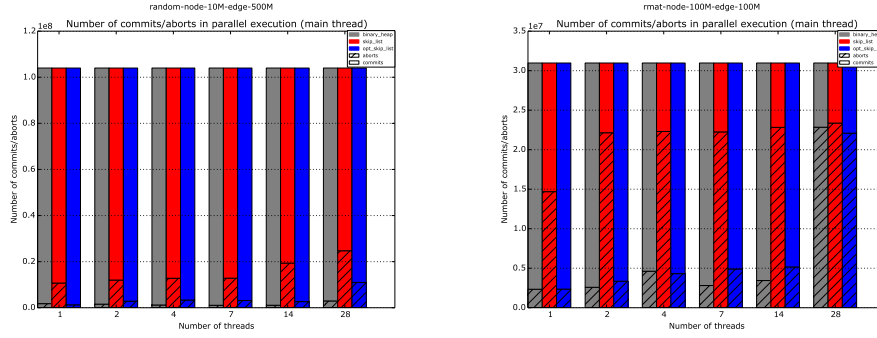 random-node-10M-edge-500M
Number of commits/aborts in parallel execution (main thread)
1e8
1.2
1.0
0.8
0.6
0.4
0.2
0.0
Number of commits/aborts
binary_heap
skip_list
opt_skip_list
aborts
commits
1 2 4 7 14 28
Number of threads
rmat-node-100M-edge-100M
Number of commits/aborts in parallel execution (main thread)
1e7
3.5
3.0
2.5
2.0
1.5
1.0
0.5
0.0
Number of commits/aborts
binary_he
skip_list
opt_skip_
aborts
commits
1 2 4 7 14 28
Number of threads